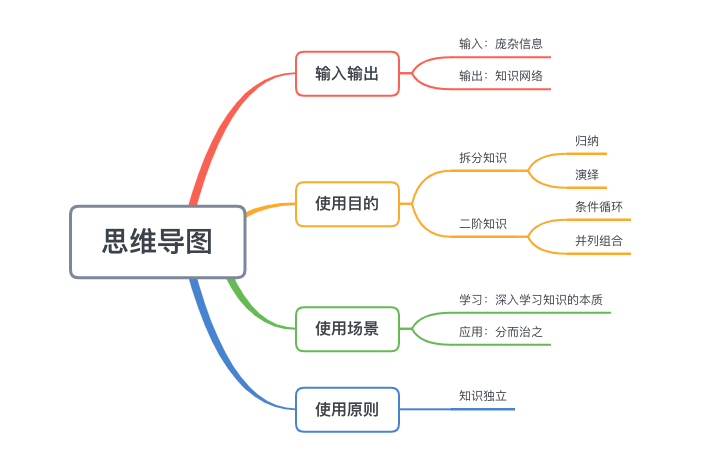 思维导图
输入输出
输入：庞杂信息
输出：知识网络
使用目的
拆分知识
归纳
演绎
二阶知识
条件循环
并列组合
使用场景
学习：深入学习知识的本质
应用：分而治之
使用原则
知识独立